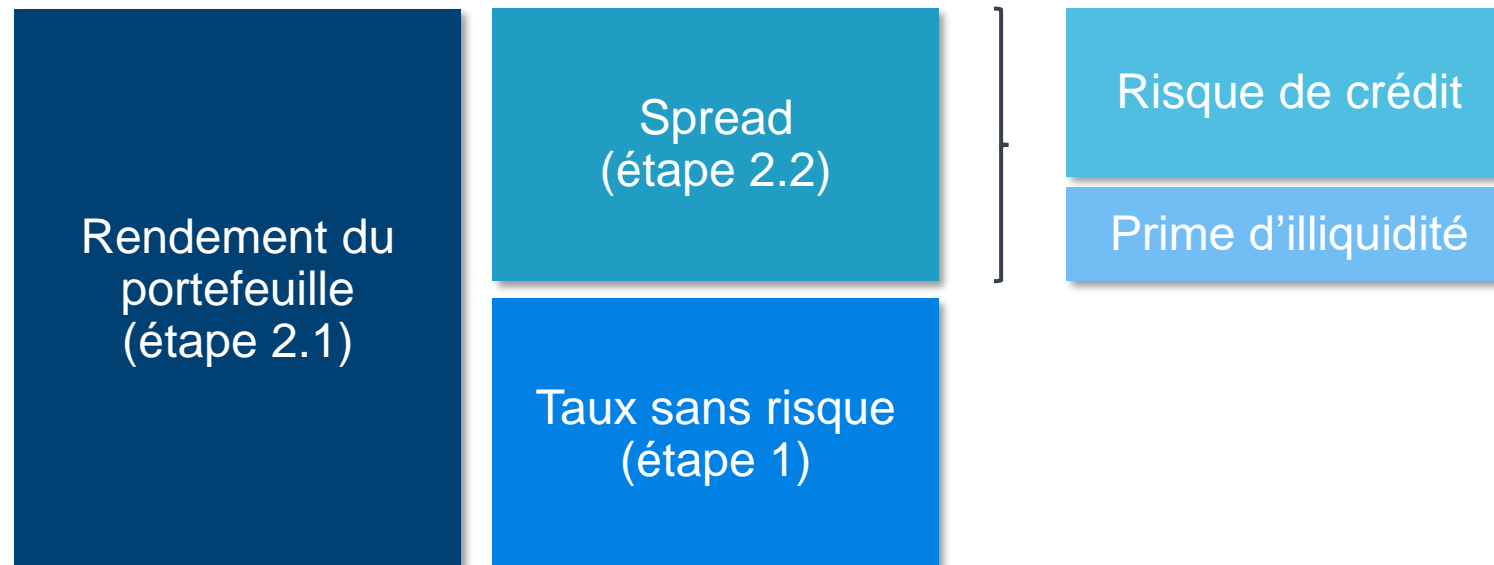 Rendement du
portefeuille
(étape 2.1)
Spread
(étape 2.2)
Taux sans risque
(étape 1)
Risque de crédit
Prime d’illiquidité